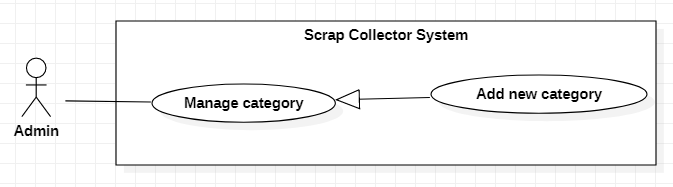 Scrap Collector System
Manage category
Add new category
Admin